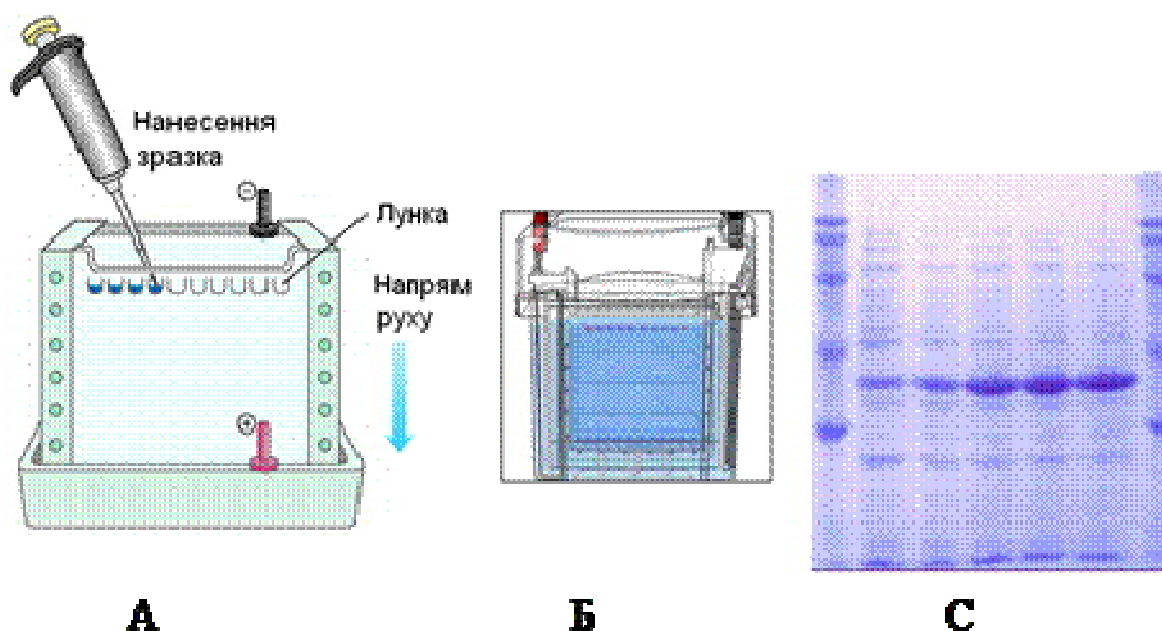 Нанесення
зразка
Лунка
Напрям
руху
−
+
А
Б
С